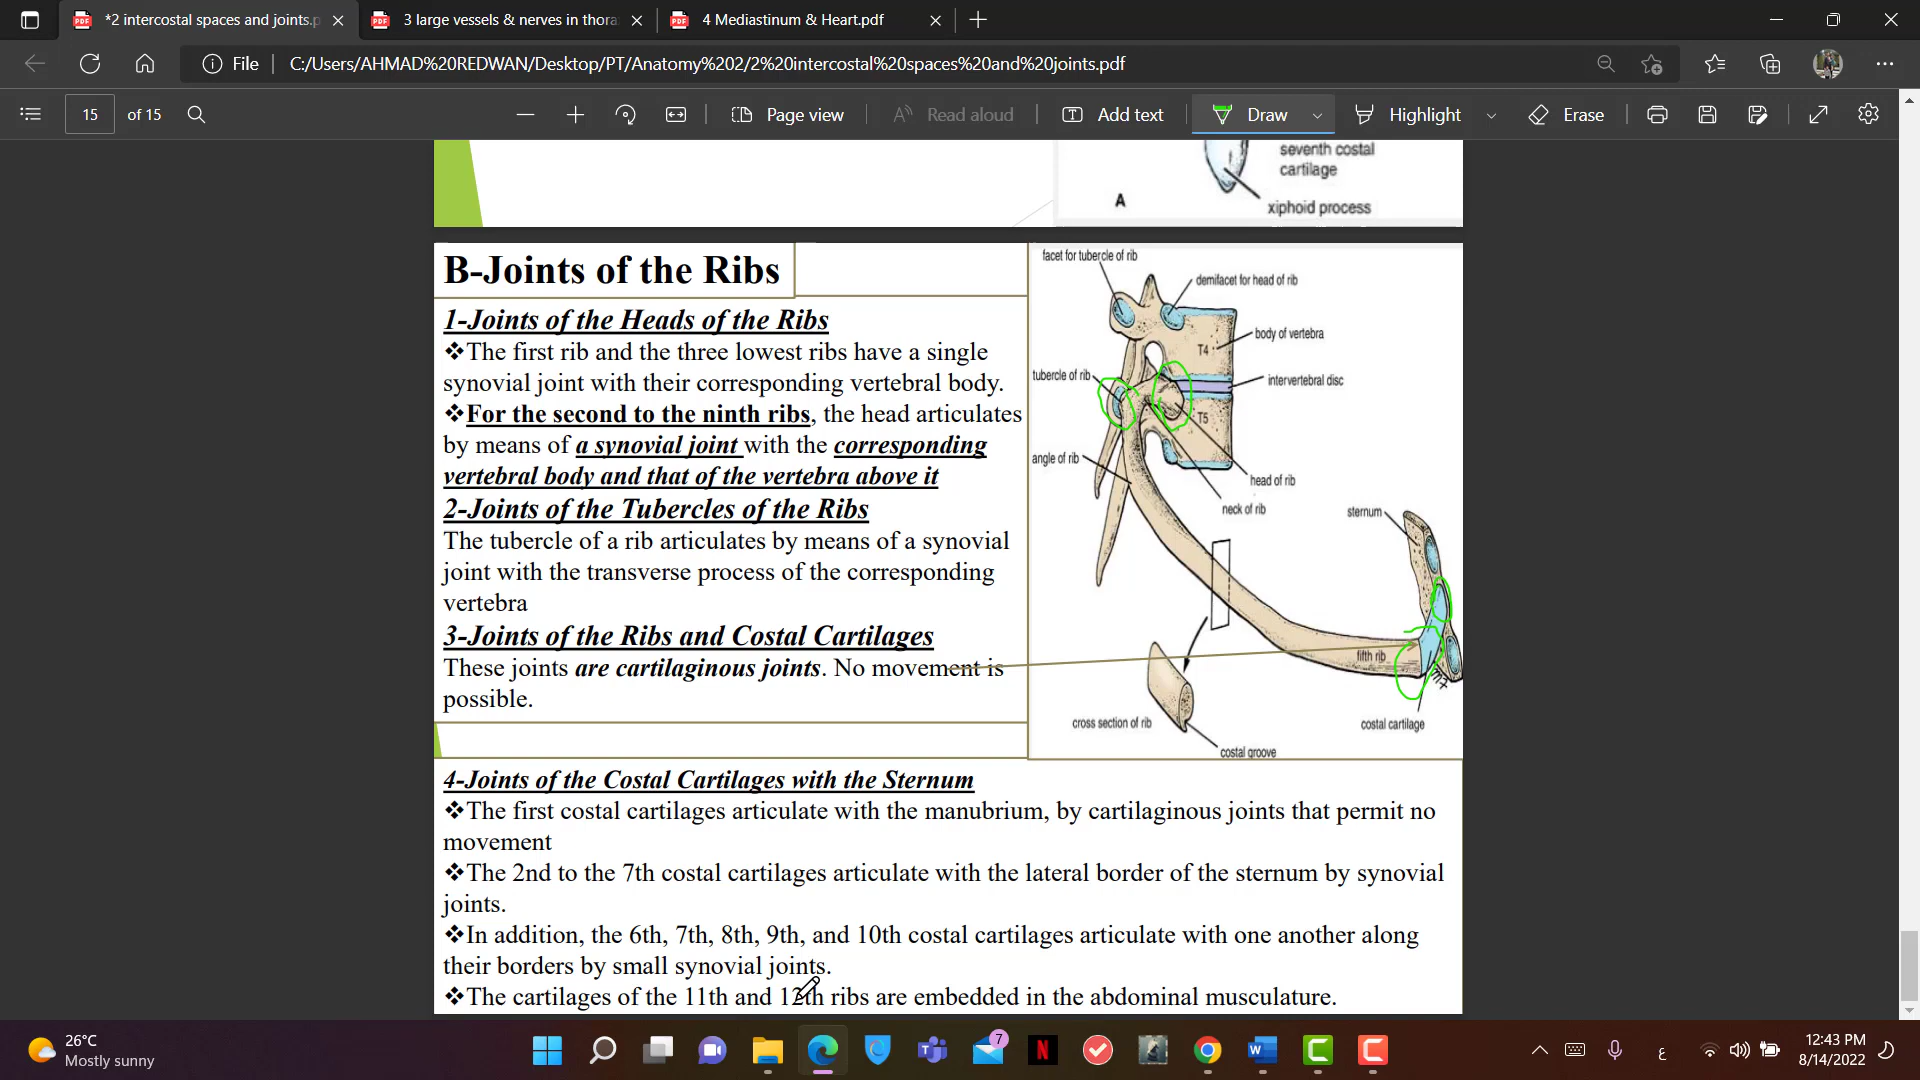 *2 intercostal spaces and joints.p
3 large vessels & nerves in thora
4 Mediastinum & Heart.pdf
File
C:/Users/AHMAD%20REDWAN/Desktop/PT/Anatomy%202/2%20intercostal%20spaces%20and%20joints.pdf
15 of 15
Page view
Read aloud
Add text
Draw
Highlight
Erase
seventh costal
cartilage
A
xiphoid process
B-Joints of the Ribs
1-Joints of the Heads of the Ribs
❖The first rib and the three lowest ribs have a single
synovial joint with their corresponding vertebral body.
❖For the second to the ninth ribs, the head articulates
by means of a synovial joint with the corresponding
vertebral body and that of the vertebra above it
2-Joints of the Tubercles of the Ribs
The tubercle of a rib articulates by means of a synovial
joint with the transverse process of the corresponding
vertebra
3-Joints of the Ribs and Costal Cartilages
These joints are cartilaginous joints. No movement is
possible.
facet for tubercle of rib
demifacet for head of rib
body of vertebra
T4
tubercle of rib
intervertebral disc
T5
angle of rib
head of rib
neck of rib
sternum
fifth rib
cross section of rib
costal cartilage
costal groove
4-Joints of the Costal Cartilages with the Sternum
❖The first costal cartilages articulate with the manubrium, by cartilaginous joints that permit no
movement
❖The 2nd to the 7th costal cartilages articulate with the lateral border of the sternum by synovial
joints.
❖In addition, the 6th, 7th, 8th, 9th, and 10th costal cartilages articulate with one another along
their borders by small synovial joints.
❖The cartilages of the 11th and 12th ribs are embedded in the abdominal musculature.
26°C
Mostly sunny
7
ع
12:43 PM
8/14/2022